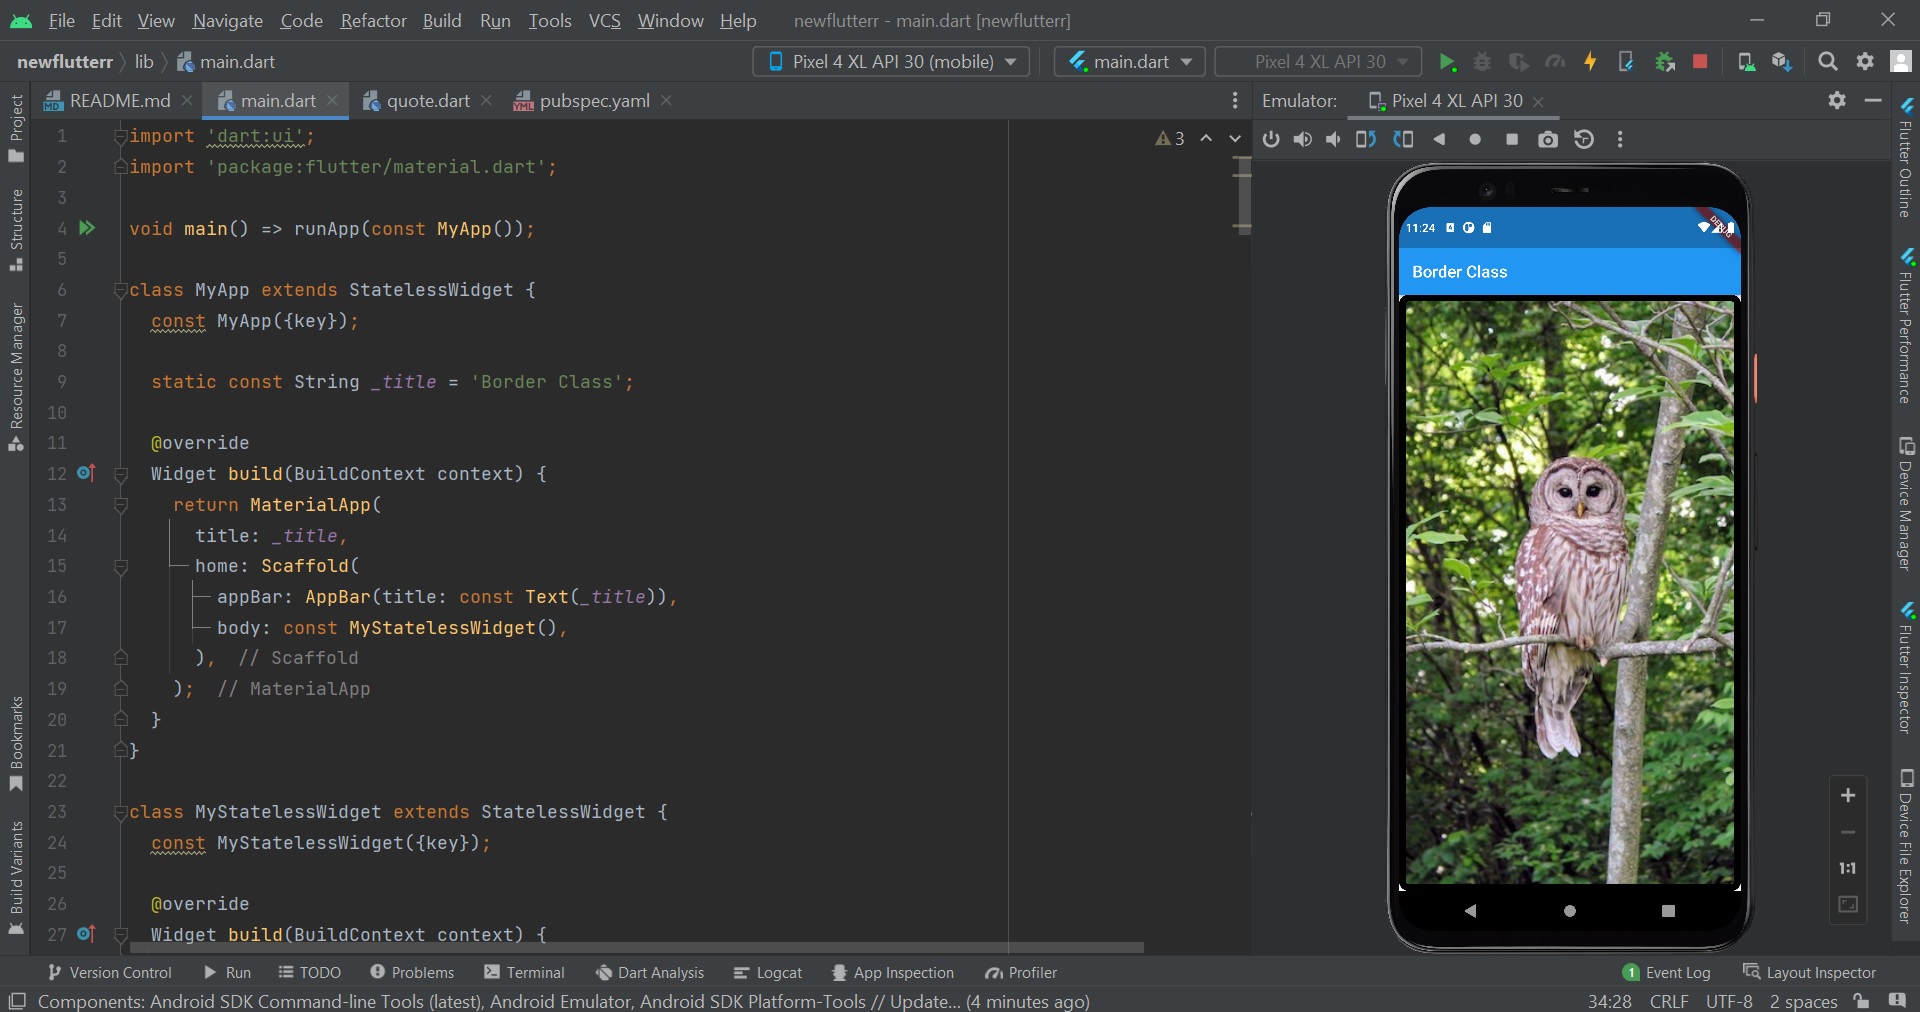 File Edit View Navigate Code Refactor Build Run Tools VCS Window Help newflutterr - main.dart [newflutterr]
newflutterr lib main.dart Pixel 4 XL API 30 (mobile) main.dart Pixel 4 XL API 30
README.md main.dart quote.dart pubspec.yaml Emulator: Pixel 4 XL API 30
1 import 'dart:ui'; 3
2 import 'package:flutter/material.dart';
3
4 void main() => runApp(const MyApp());
5
6 class MyApp extends StatelessWidget {
7 const MyApp({key});
8
9 static const String _title = 'Border Class';
10
11 @override
12 Widget build(BuildContext context) {
13 return MaterialApp(
14 title: _title,
15 home: Scaffold(
16 appBar: AppBar(title: const Text(_title)),
17 body: const MyStatelessWidget(),
18 ), // Scaffold
19 ); // MaterialApp
20 }
21 }
22
23 class MyStatelessWidget extends StatelessWidget {
24 const MyStatelessWidget({key});
25
26 @override
27 Widget build(BuildContext context) {
11:24
DEBUG
Border Class
1:1
Project
Structure
Resource Manager
Bookmarks
Build Variants
Flutter Outline
Flutter Performance
Device Manager
Flutter Inspector
Device File Explorer
Version Control Run TODO Problems Terminal Dart Analysis Logcat App Inspection Profiler 1 Event Log Layout Inspector
Components: Android SDK Command-line Tools (latest), Android Emulator, Android SDK Platform-Tools // Update... (4 minutes ago) 34:28 CRLF UTF-8 2 spaces